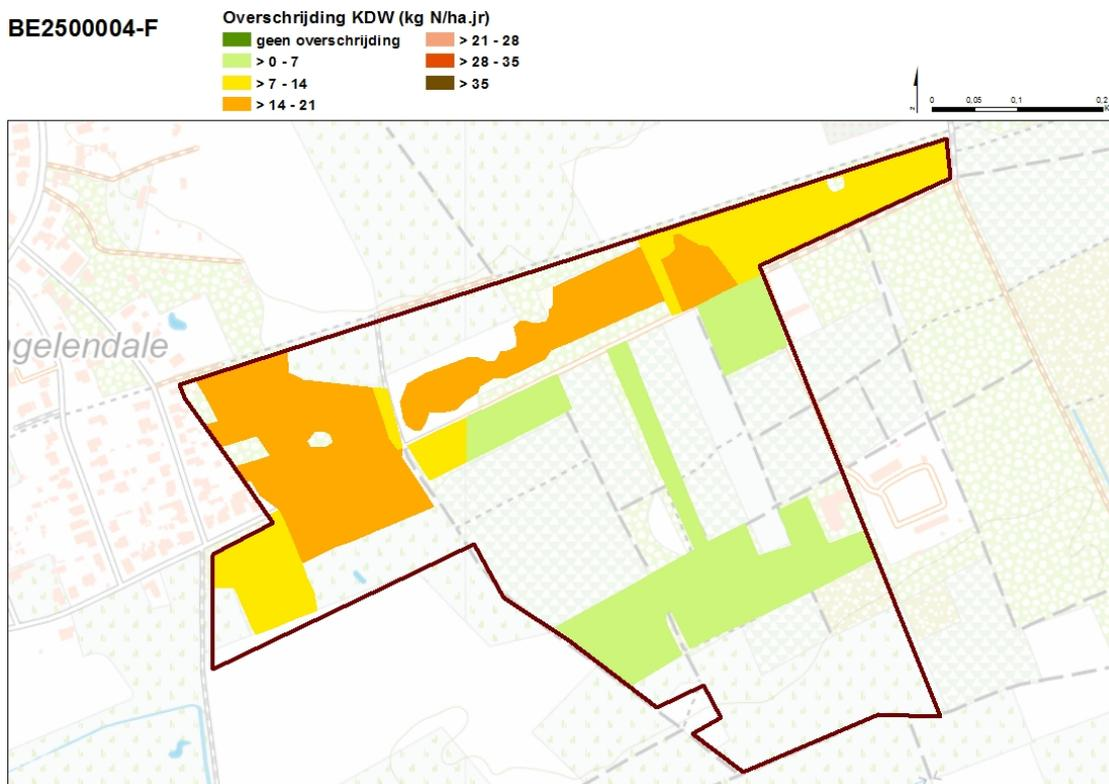 BE2500004-F
Overschrijding KDW (kg N/ha.jr)
geen overschrijding
> 0 - 7
> 7 - 14
> 14 - 21
> 21 - 28
> 28 - 35
> 35
0 0,05 0,1 0,2
ngelendale